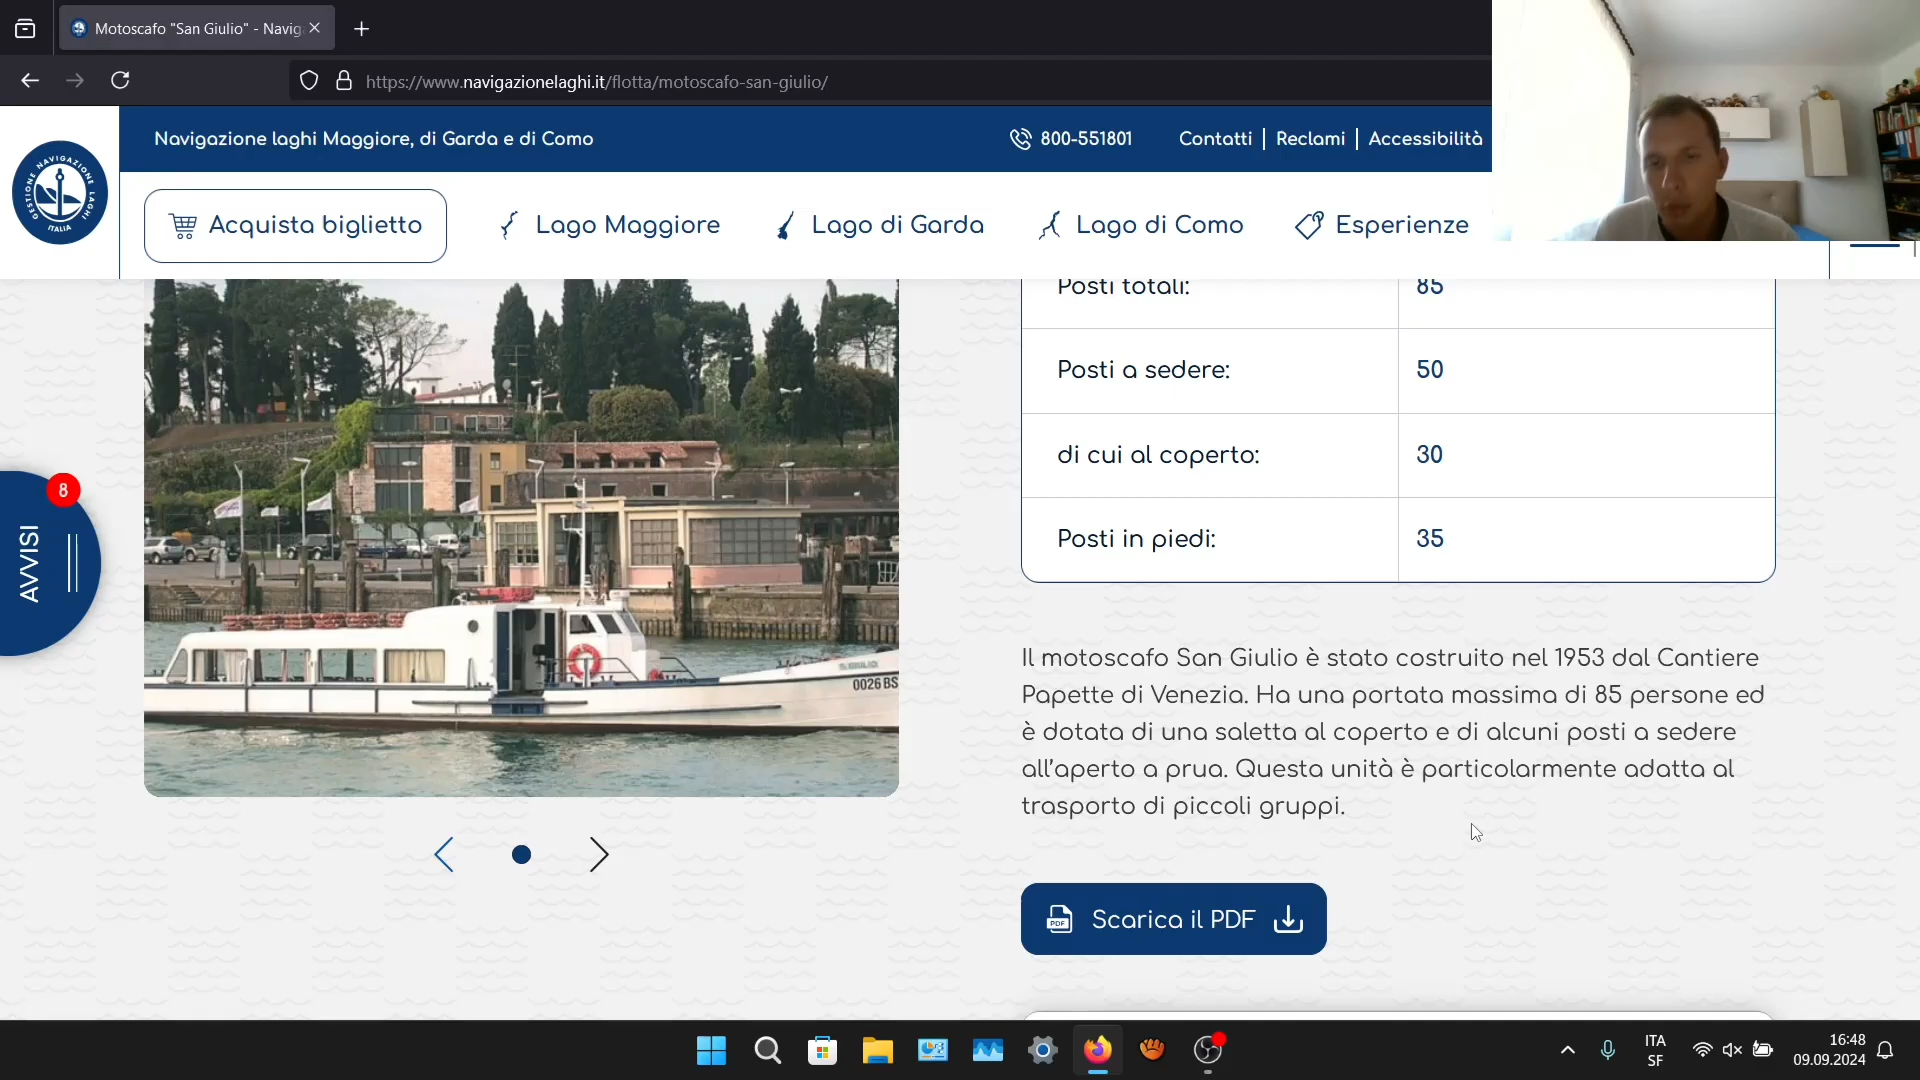 Motoscafo "San Giulio" - Navig
https://www.navigazionelaghi.it/flotta/motoscafo-san-giulio/
Navigazione laghi Maggiore, di Garda e di Como
800-551801
Contatti | Reclami | Accessibilità
GESTIONE NAVIGAZIONE LAGHI
ITALIA
Acquista biglietto
Lago Maggiore
Lago di Garda
Lago di Como
Esperienze
Posti totali: 85
Posti a sedere: 50
di cui al coperto: 30
Posti in piedi: 35
8
AVVISI
0026 BS
Il motoscafo San Giulio è stato costruito nel 1953 dal Cantiere
Papette di Venezia. Ha una portata massima di 85 persone ed
è dotata di una saletta al coperto e di alcuni posti a sedere
all'aperto a prua. Questa unità è particolarmente adatta al
trasporto di piccoli gruppi.
PDF
Scarica il PDF
ITA
SF
16:48
09.09.2024